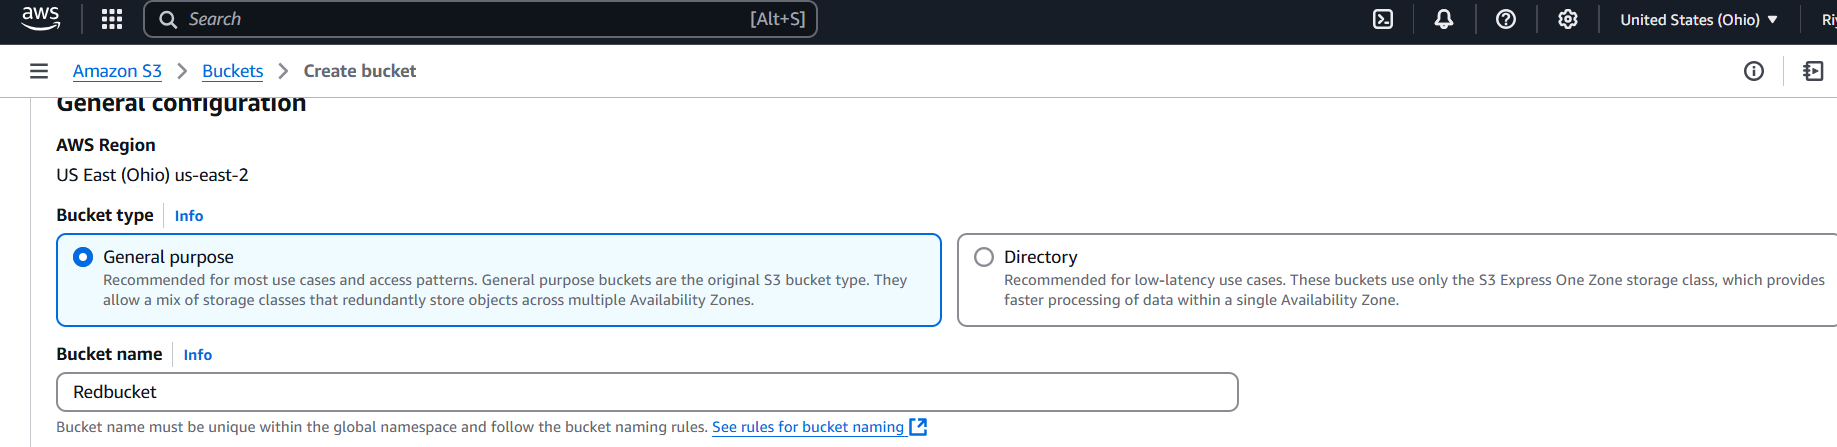 aws
Search [Alt+S]
United States (Ohio)
Amazon S3 Buckets Create bucket
General configuration
AWS Region
US East (Ohio) us-east-2
Bucket type Info
General purpose
Recommended for most use cases and access patterns. General purpose buckets are the original S3 bucket type. They
allow a mix of storage classes that redundantly store objects across multiple Availability Zones.
Directory
Recommended for low-latency use cases. These buckets use only the S3 Express One Zone storage class, which provides
faster processing of data within a single Availability Zone.
Bucket name Info
Redbucket
Bucket name must be unique within the global namespace and follow the bucket naming rules. See rules for bucket naming